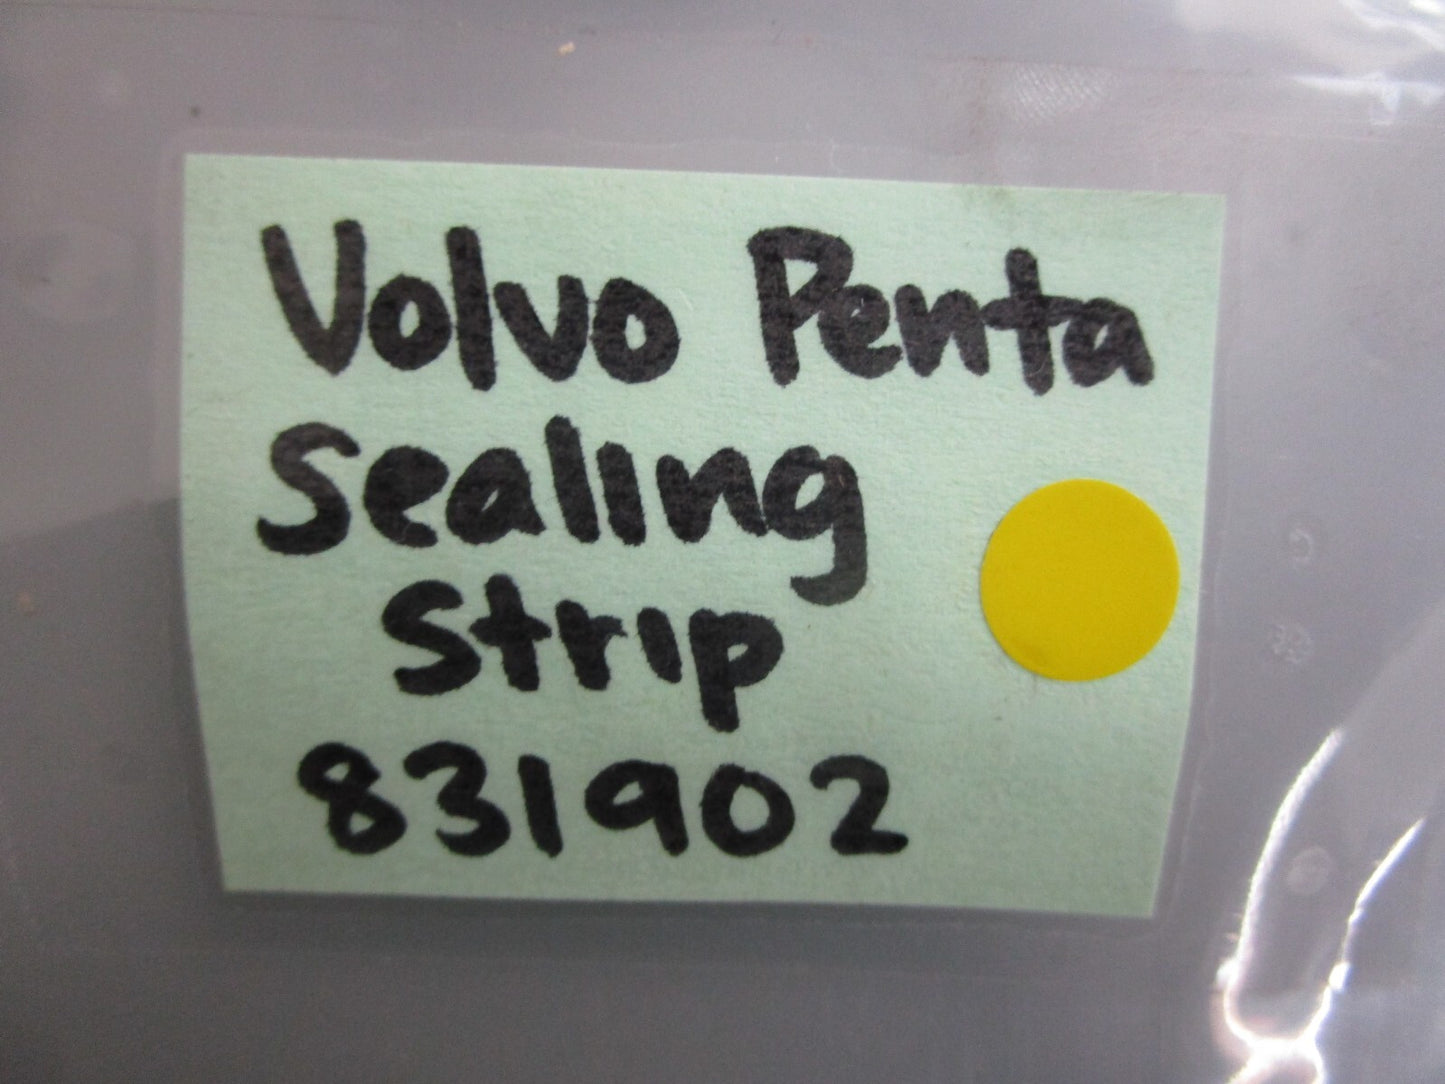 Volvo Penta
Sealing
Strip
831902